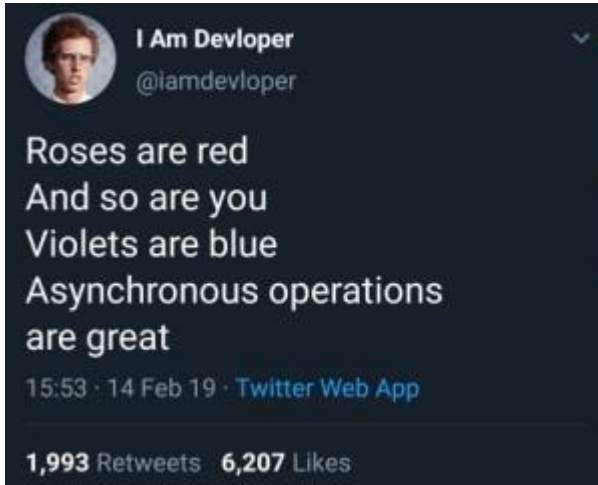 I Am Devloper
@iamdevloper
Roses are red
And so are you
Violets are blue
Asynchronous operations
are great
15:53 · 14 Feb 19 · Twitter Web App
1,993 Retweets 6,207 Likes